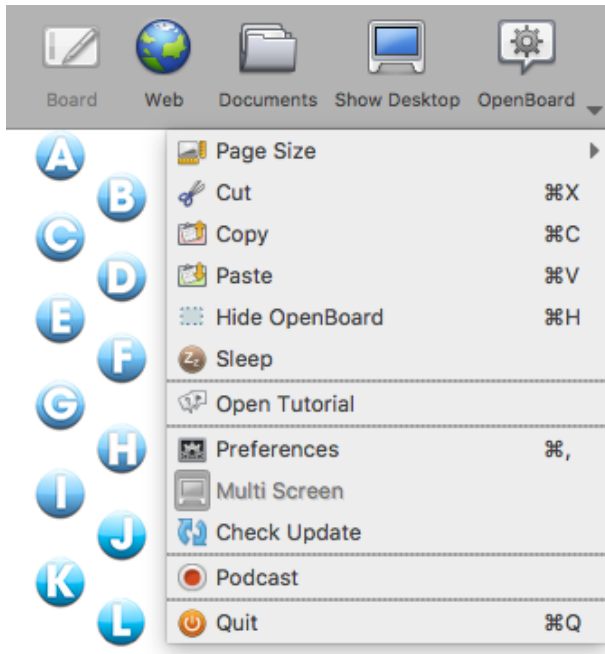 Board Web Documents Show Desktop OpenBoard
A Page Size
B Cut ⌘X
C Copy ⌘C
D Paste ⌘V
E Hide OpenBoard ⌘H
F Zz Sleep
G Open Tutorial
H Preferences ⌘,
I Multi Screen
J Check Update
K Podcast
L Quit ⌘Q